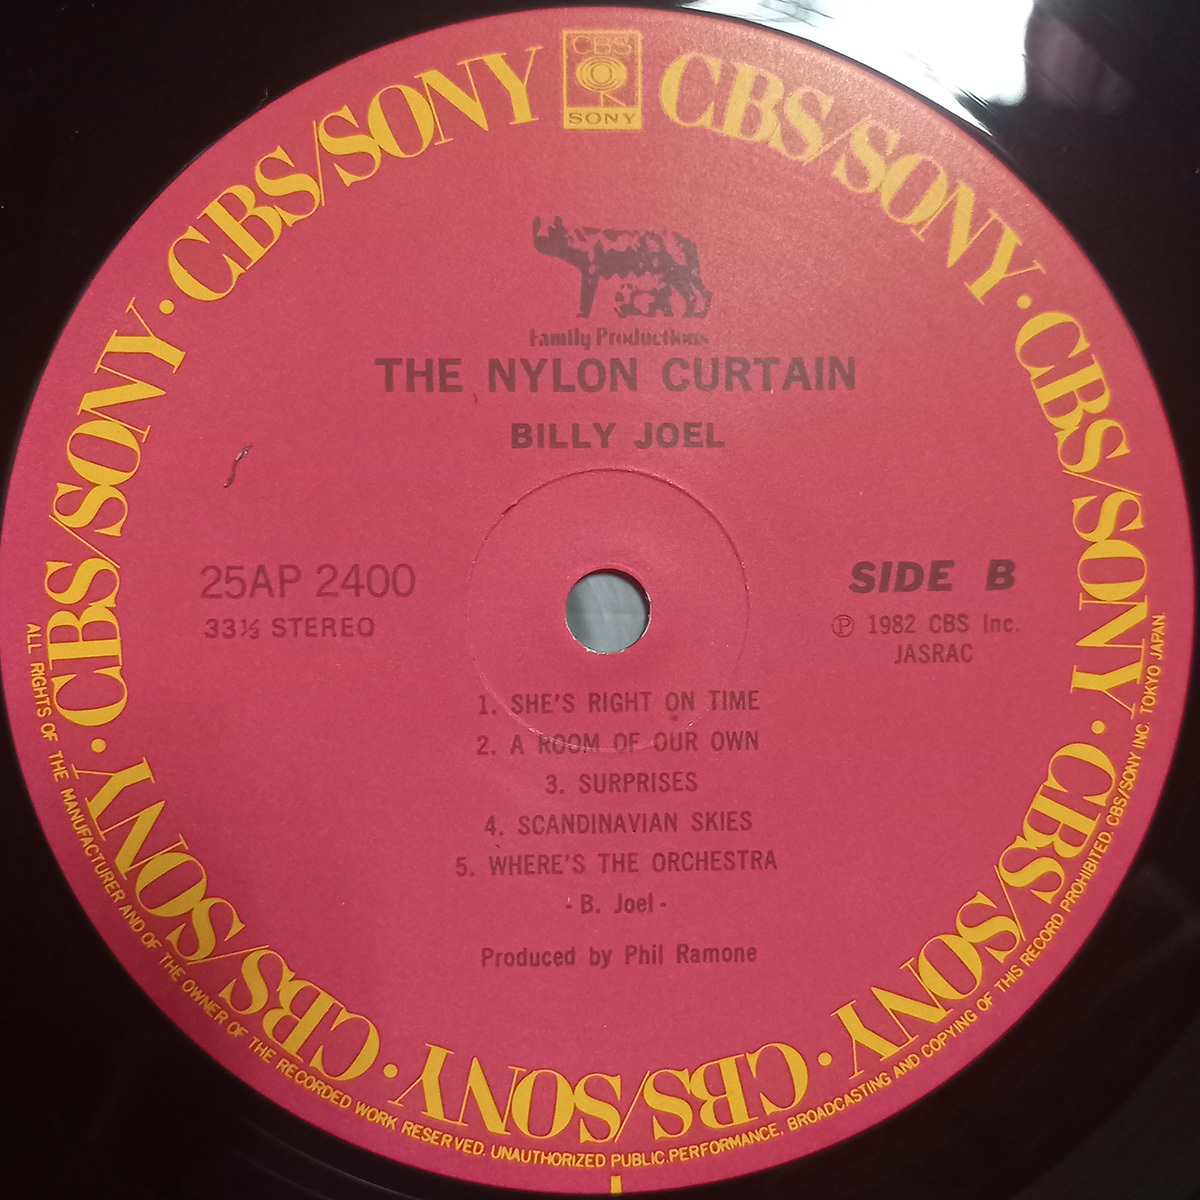 CBS
SONY
CBS/SONY · CBS/SONY · CBS/SONY · CBS/SONY · CBS/SONY · CBS/SONY · CBS/SONY
Family Productions
THE NYLON CURTAIN
BILLY JOEL
25AP 2400
33⅓ STEREO
SIDE B
Ⓟ 1982 CBS Inc.
JASRAC
1. SHE'S RIGHT ON TIME
2. A ROOM OF OUR OWN
3. SURPRISES
4. SCANDINAVIAN SKIES
5. WHERE'S THE ORCHESTRA
- B. Joel -
Produced by Phil Ramone
ALL RIGHTS OF THE MANUFACTURER AND OF THE OWNER OF THE RECORDED WORK RESERVED. UNAUTHORIZED PUBLIC.PERFORMANCE, BROADCASTING AND COPYING OF THIS RECORD PROHIBITED. CBS/SONY INC. TOKYO JAPAN